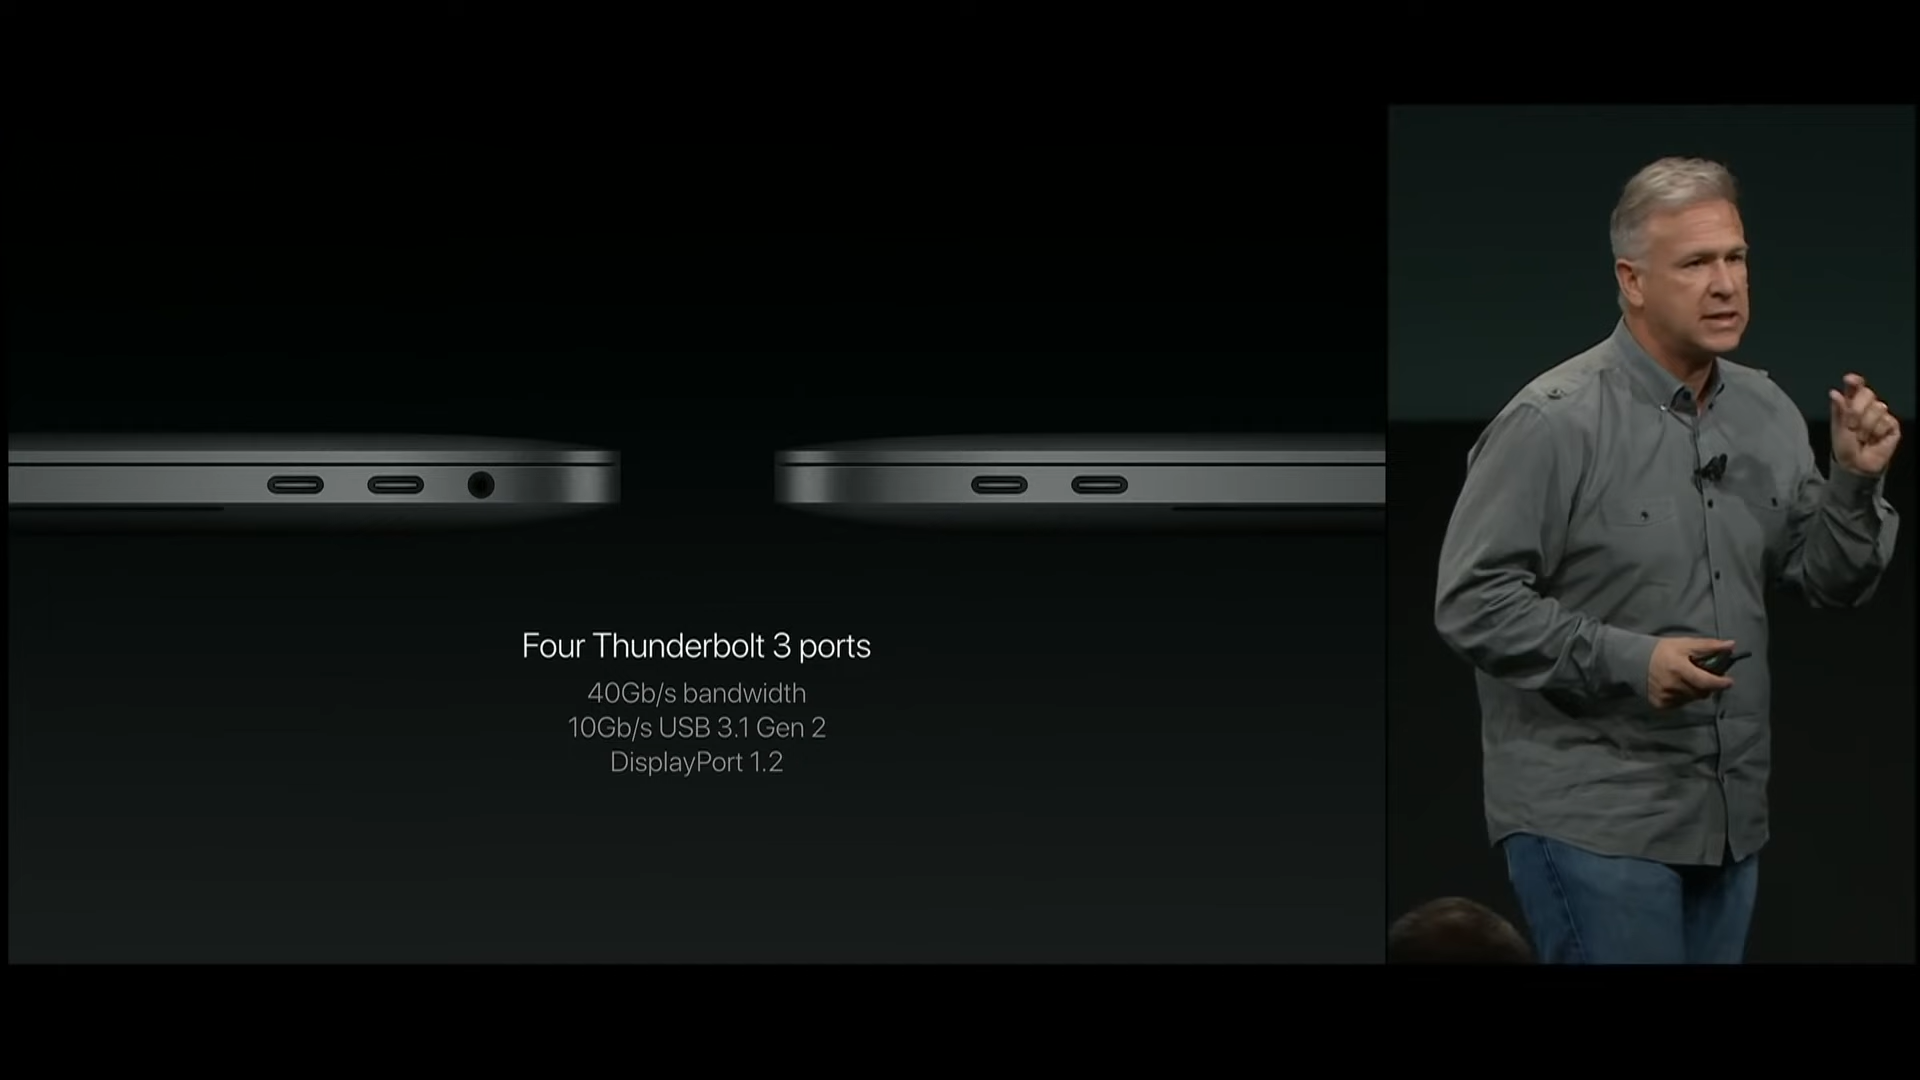 Four Thunderbolt 3 ports
40Gb/s bandwidth
10Gb/s USB 3.1 Gen 2
DisplayPort 1.2